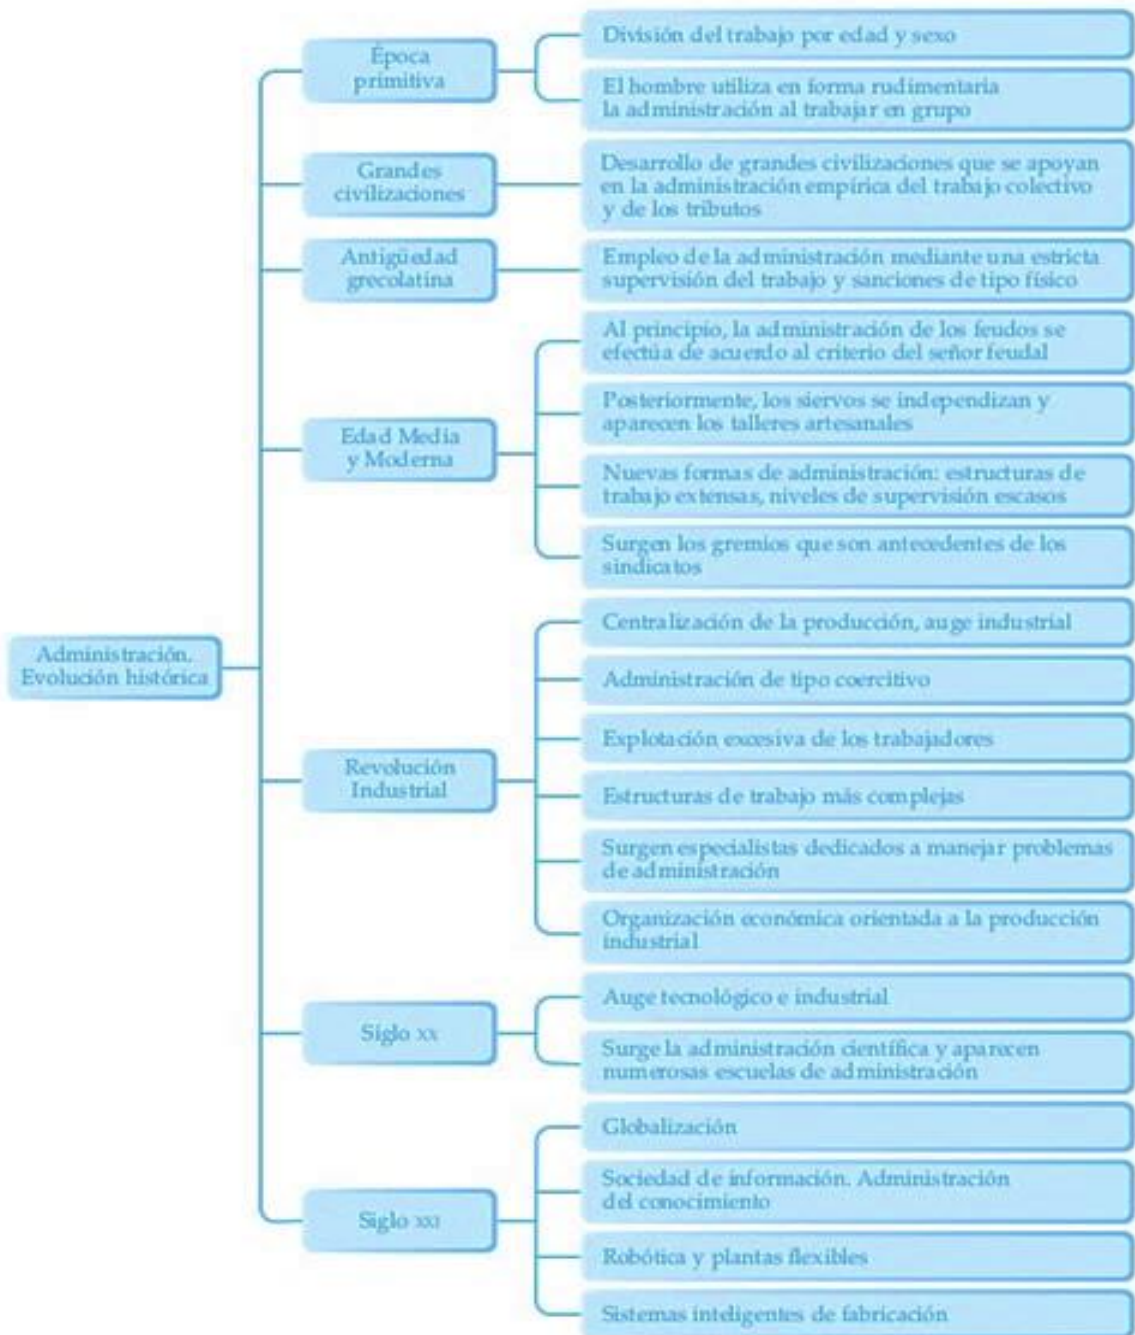 Administración.
Evolución histórica
Época
primitiva
División del trabajo por edad y sexo
El hombre utiliza en forma rudimentaria
la administración al trabajar en grupo
Grandes
civilizaciones
Desarrollo de grandes civilizaciones que se apoyan
en la administración empírica del trabajo colectivo
y de los tributos
Antigüedad
grecolatina
Empleo de la administración mediante una estricta
supervisión del trabajo y sanciones de tipo físico
Edad Media
y Moderna
Al principio, la administración de los feudos se
efectúa de acuerdo al criterio del señor feudal
Posteriormente, los siervos se independizan y
aparecen los talleres artesanales
Nuevas formas de administración: estructuras de
trabajo extensas, niveles de supervisión escasos
Surgen los gremios que son antecedentes de los
sindicatos
Revolución
Industrial
Centralización de la producción, auge industrial
Administración de tipo coercitivo
Explotación excesiva de los trabajadores
Estructuras de trabajo más complejas
Surgen especialistas dedicados a manejar problemas
de administración
Organización económica orientada a la producción
industrial
Siglo XX
Auge tecnológico e industrial
Surge la administración científica y aparecen
numerosas escuelas de administración
Siglo XXI
Globalización
Sociedad de información. Administración
del conocimiento
Robótica y plantas flexibles
Sistemas inteligentes de fabricación